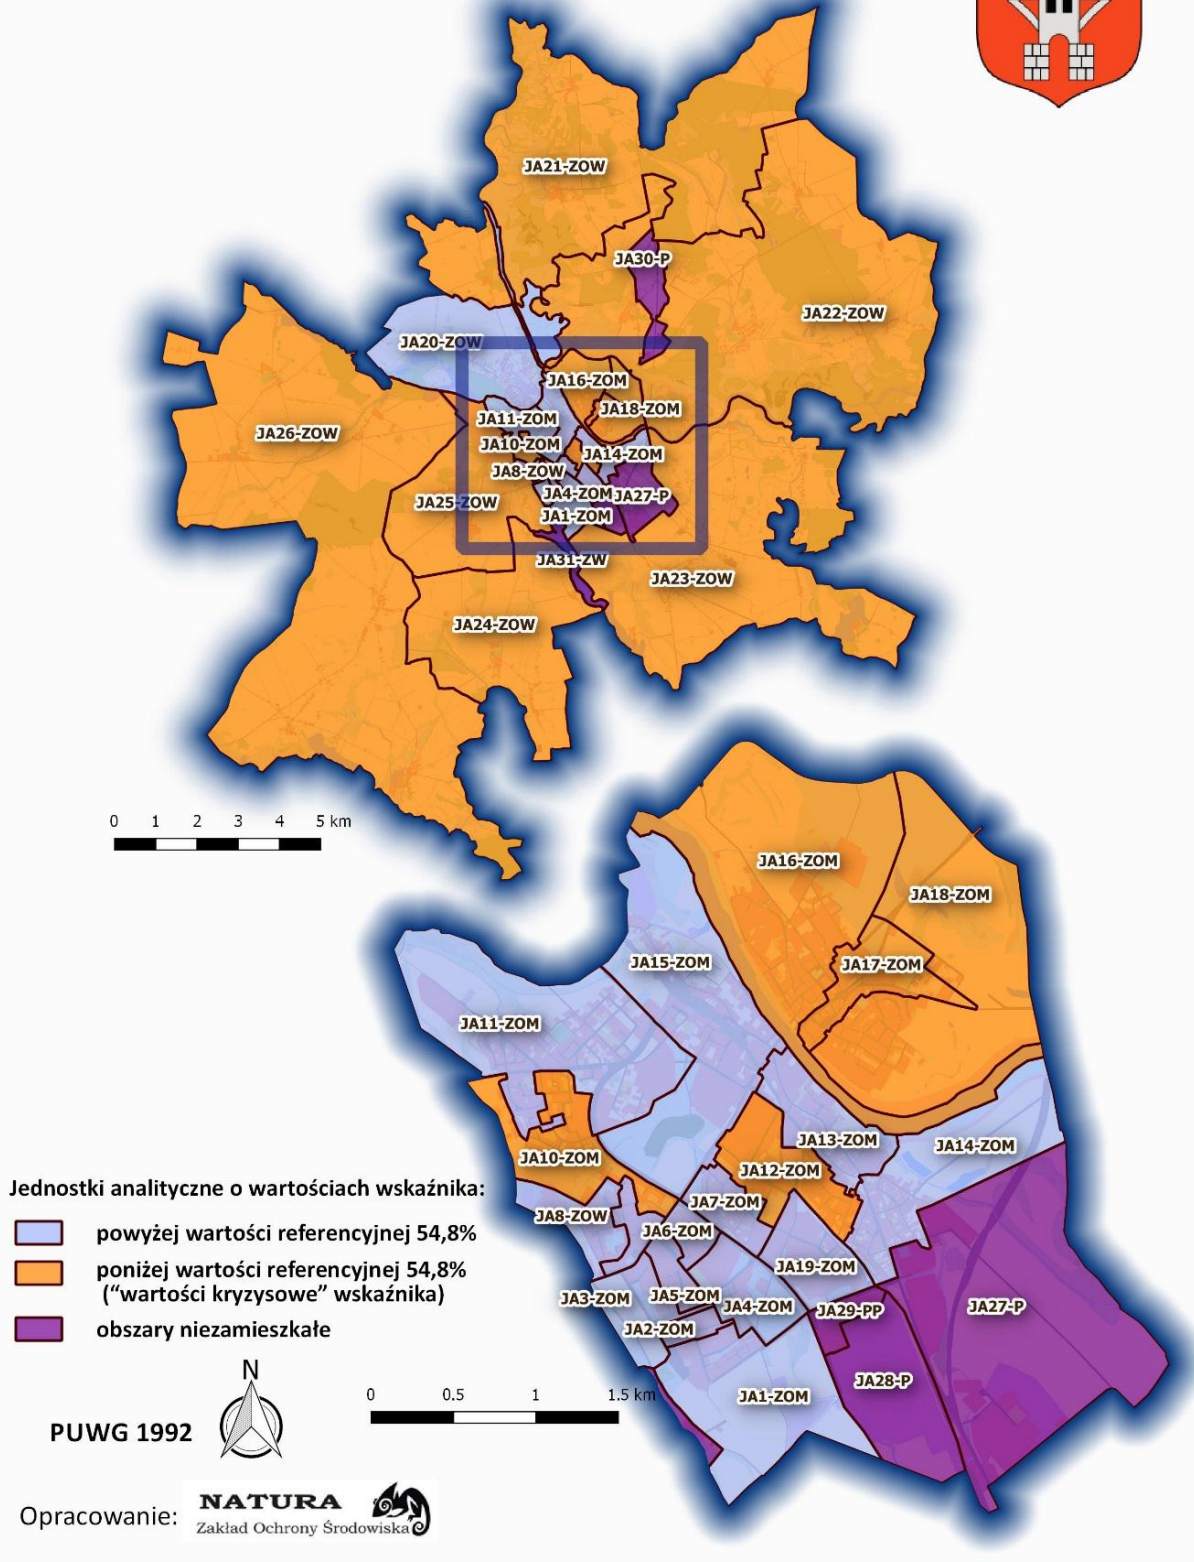 JA21-ZOW
JA30-P
JA22-ZOW
JA20-ZOW
JA16-ZOM
JA18-ZOM
JA11-ZOM
JA26-ZOW
JA10-ZOM
JA14-ZOM
JA8-ZOW
JA4-ZOM
JA27-P
JA25-ZOW
JA1-ZOM
JA31-ZW
JA23-ZOW
JA24-ZOW
0 1 2 3 4 5 km
JA16-ZOM
JA18-ZOM
JA15-ZOM
JA17-ZOM
JA11-ZOM
JA13-ZOM
JA14-ZOM
JA10-ZOM
JA12-ZOM
JA7-ZOM
JA8-ZOW
JA6-ZOM
JA19-ZOM
JA3-ZOM
JA5-ZOM
JA4-ZOM
JA29-PP
JA27-P
JA2-ZOM
JA28-P
JA1-ZOM
Jednostki analityczne o wartościach wskaźnika:
powyżej wartości referencyjnej 54,8%
poniżej wartości referencyjnej 54,8%
(“wartości kryzysowe” wskaźnika)
obszary niezamieszkałe
N
0 0.5 1 1.5 km
PUWG 1992
Opracowanie:
NATURA
Zakład Ochrony Środowiska